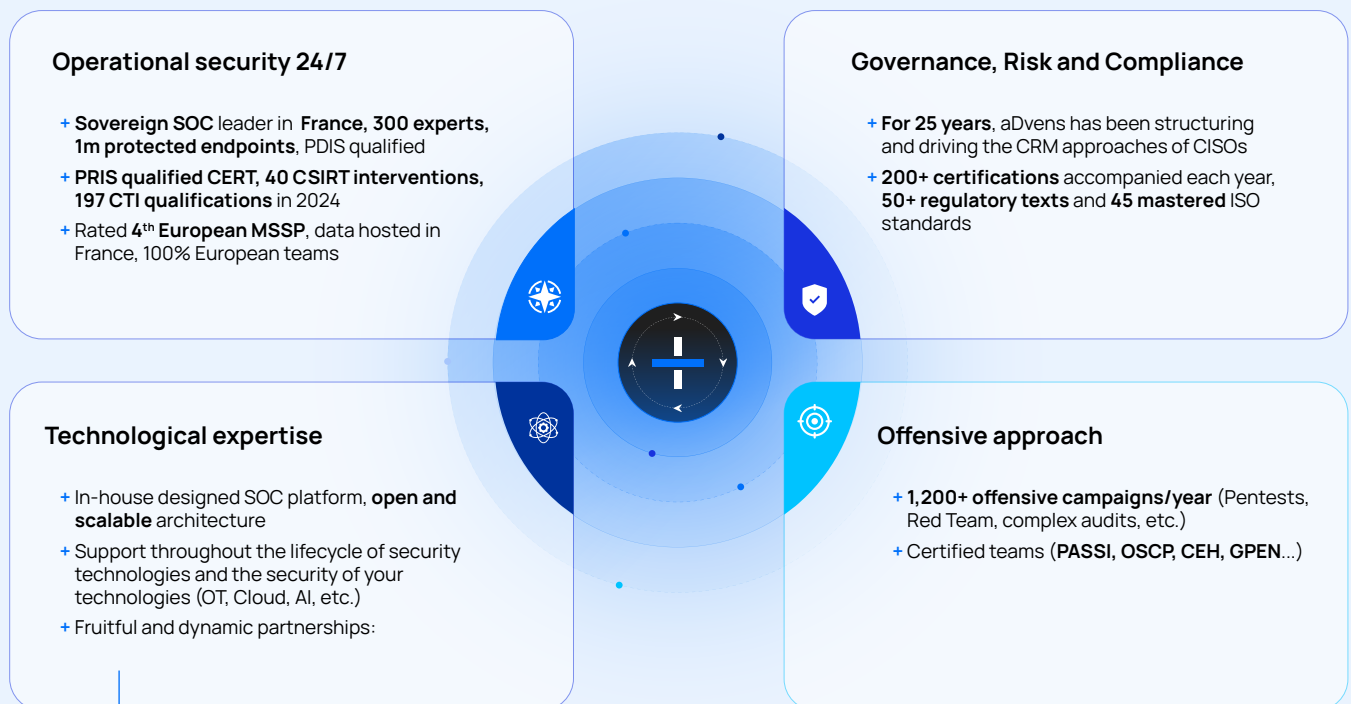 Operational security 24/7
+ Sovereign SOC leader in France, 300 experts,
1m protected endpoints, PDIS qualified
+ PRIS qualified CERT, 40 CSIRT interventions,
197 CTI qualifications in 2024
+ Rated 4th European MSSP, data hosted in
France, 100% European teams
Governance, Risk and Compliance
+ For 25 years, aDvens has been structuring
and driving the CRM approaches of CISOs
+ 200+ certifications accompanied each year,
50+ regulatory texts and 45 mastered ISO
standards
Technological expertise
+ In-house designed SOC platform, open and
scalable architecture
+ Support throughout the lifecycle of security
technologies and the security of your
technologies (OT, Cloud, AI, etc.)
+ Fruitful and dynamic partnerships:
Offensive approach
+ 1,200+ offensive campaigns/year (Pentests,
Red Team, complex audits, etc.)
+ Certified teams (PASSI, OSCP, CEH, GPEN...)